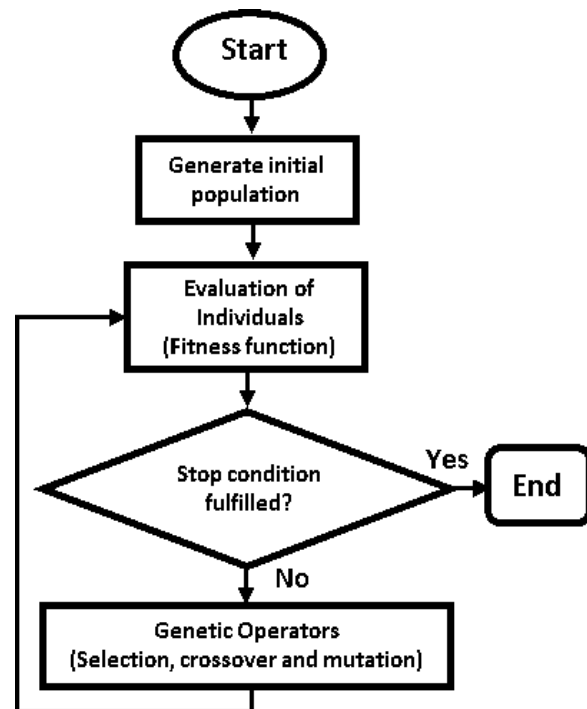 Start
Generate initial
population
Evaluation of
Individuals
(Fitness function)
Stop condition
fulfilled?
Yes
End
No
Genetic Operators
(Selection, crossover and mutation)